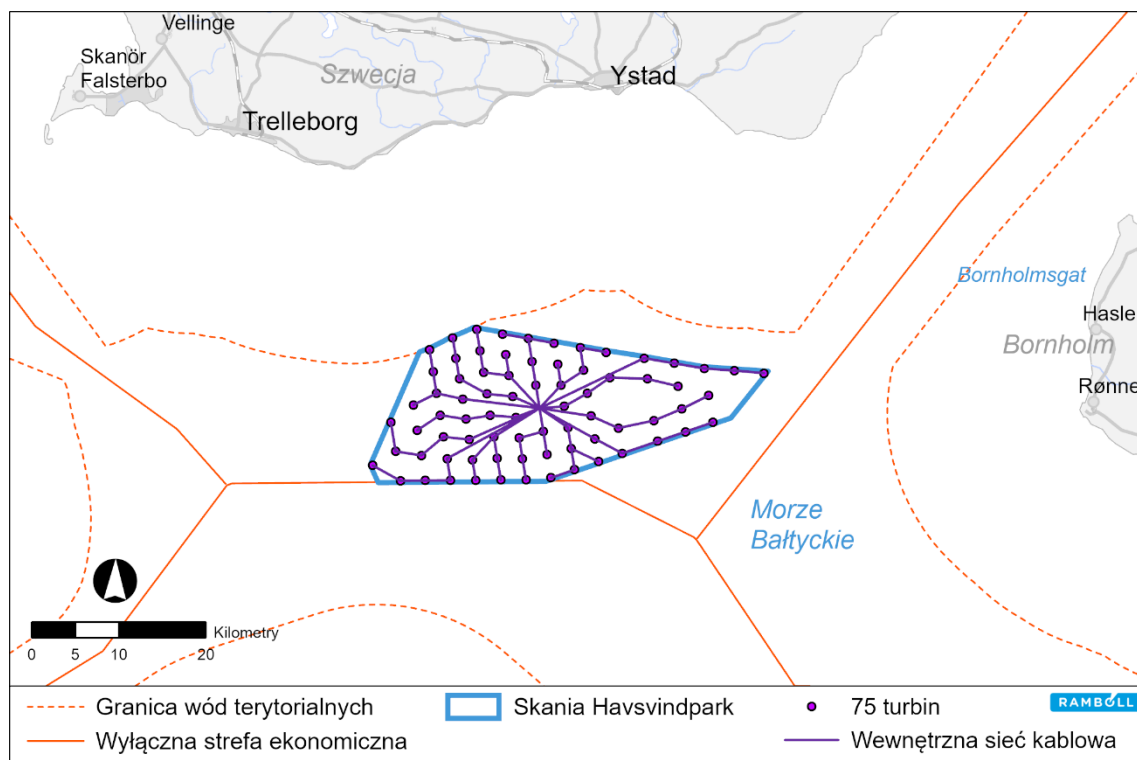 Vellinge
Skanör
Falsterbo
Szwecja
Ystad
Trelleborg
Bornholmsgat
Hasle
Bornholm
Rønne
Morze
Bałtyckie
Kilometry
0 5 10 20
Granica wód terytorialnych
Skania Havsvindpark
75 turbin
RAMBOLL
Wyłączna strefa ekonomiczna
Wewnętrzna sieć kablowa